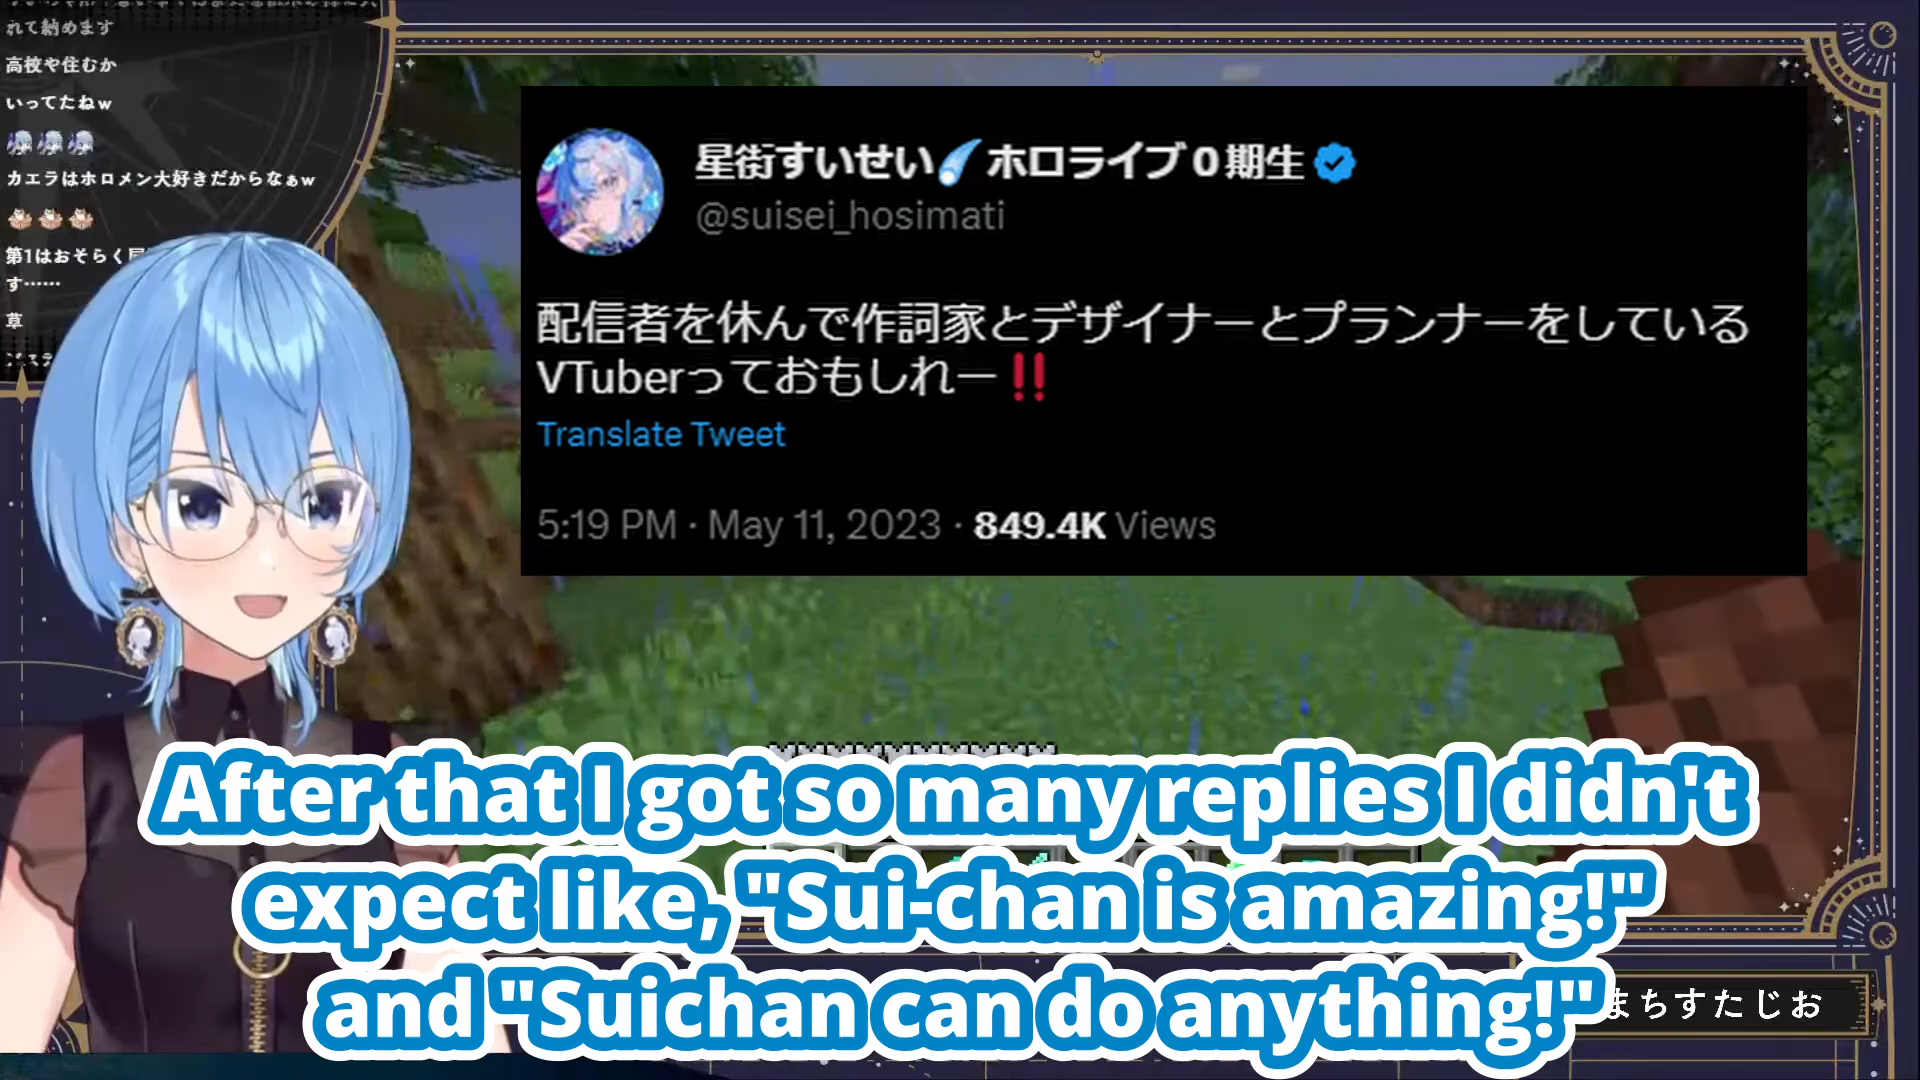 れて納めます
高校や住むか
いってたねw
カエラはホロメン大好きだからなぁw
第1はおそらく
す……
草
星街すいせい☄️ホロライブ0期生
@suisei_hosimati
配信者を休んで作詞家とデザイナーとプランナーをしている
VTuberっておもしれー‼️
Translate Tweet
5:19 PM · May 11, 2023 · 849.4K Views
After that I got so many replies I didn't
expect like, "Sui-chan is amazing!"
and "Suichan can do anything!"
まちすたじお